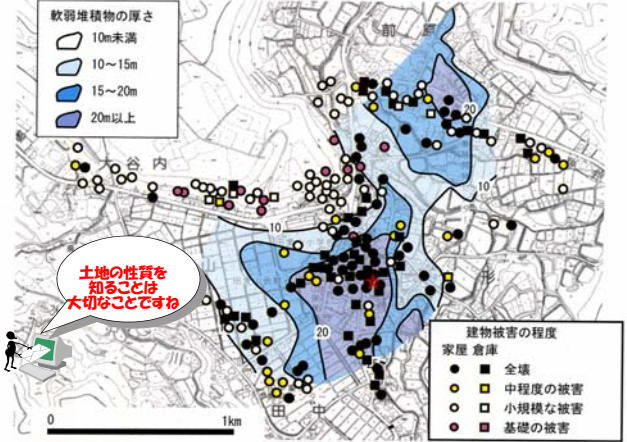 軟弱堆積物の厚さ
10m未満
10～15m
15～20m
20m以上
前原
20
大谷内
10
10
山
形
土地の性質を
知ることは
大切なことですね
20
田中
0
1km
建物被害の程度
家屋 倉庫
全壊
中程度の被害
小規模な被害
基礎の被害